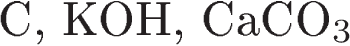 C, KOH, CaCO₃